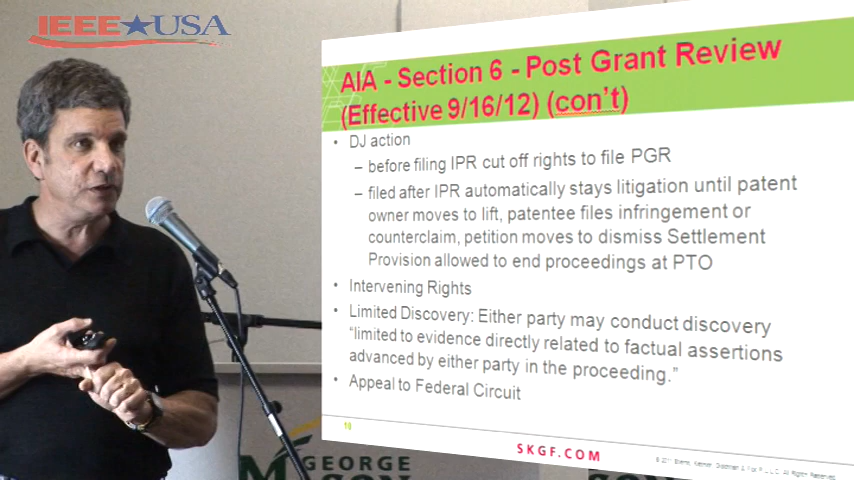 IEEE USA
AIA - Section 6 - Post Grant Review
(Effective 9/16/12) (con't)
• DJ action
– before filing IPR cut off rights to file PGR
– filed after IPR automatically stays litigation until patent
owner moves to lift, patentee files infringement or
counterclaim, petition moves to dismiss Settlement
Provision allowed to end proceedings at PTO
• Intervening Rights
• Limited Discovery: Either party may conduct discovery
"limited to evidence directly related to factual assertions
advanced by either party in the proceeding."
• Appeal to Federal Circuit
SKGF.COM
GEORGE